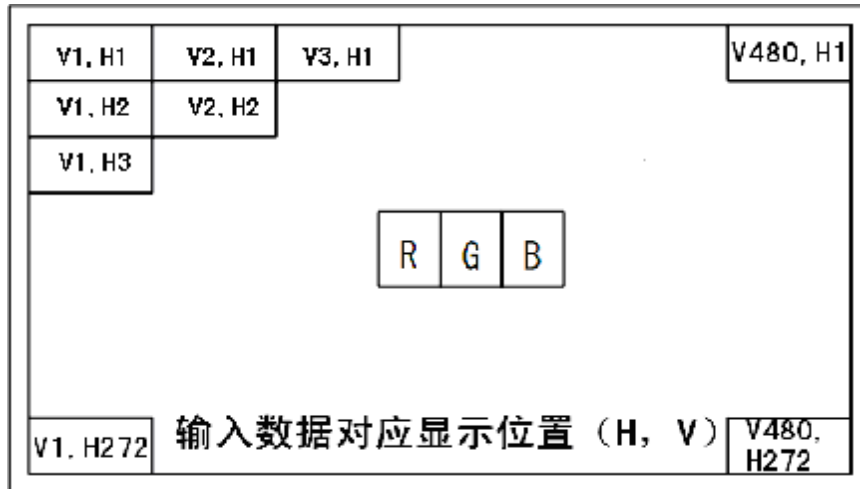 V1, H1 V2, H1 V3, H1 V480, H1
V1, H2 V2, H2
V1, H3
R G B
V1, H272 输入数据对应显示位置（H, V） V480,
H272